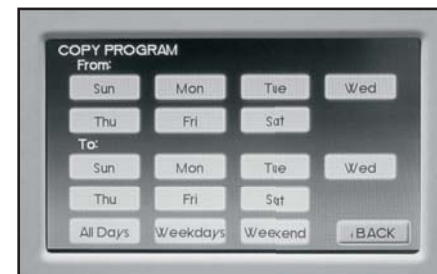 COPY PROGRAM
From:
Sun Mon Tue Wed
Thu Fri Sat
To:
Sun Mon Tue Wed
Thu Fri Sat
All Days Weekdays Weekend BACK